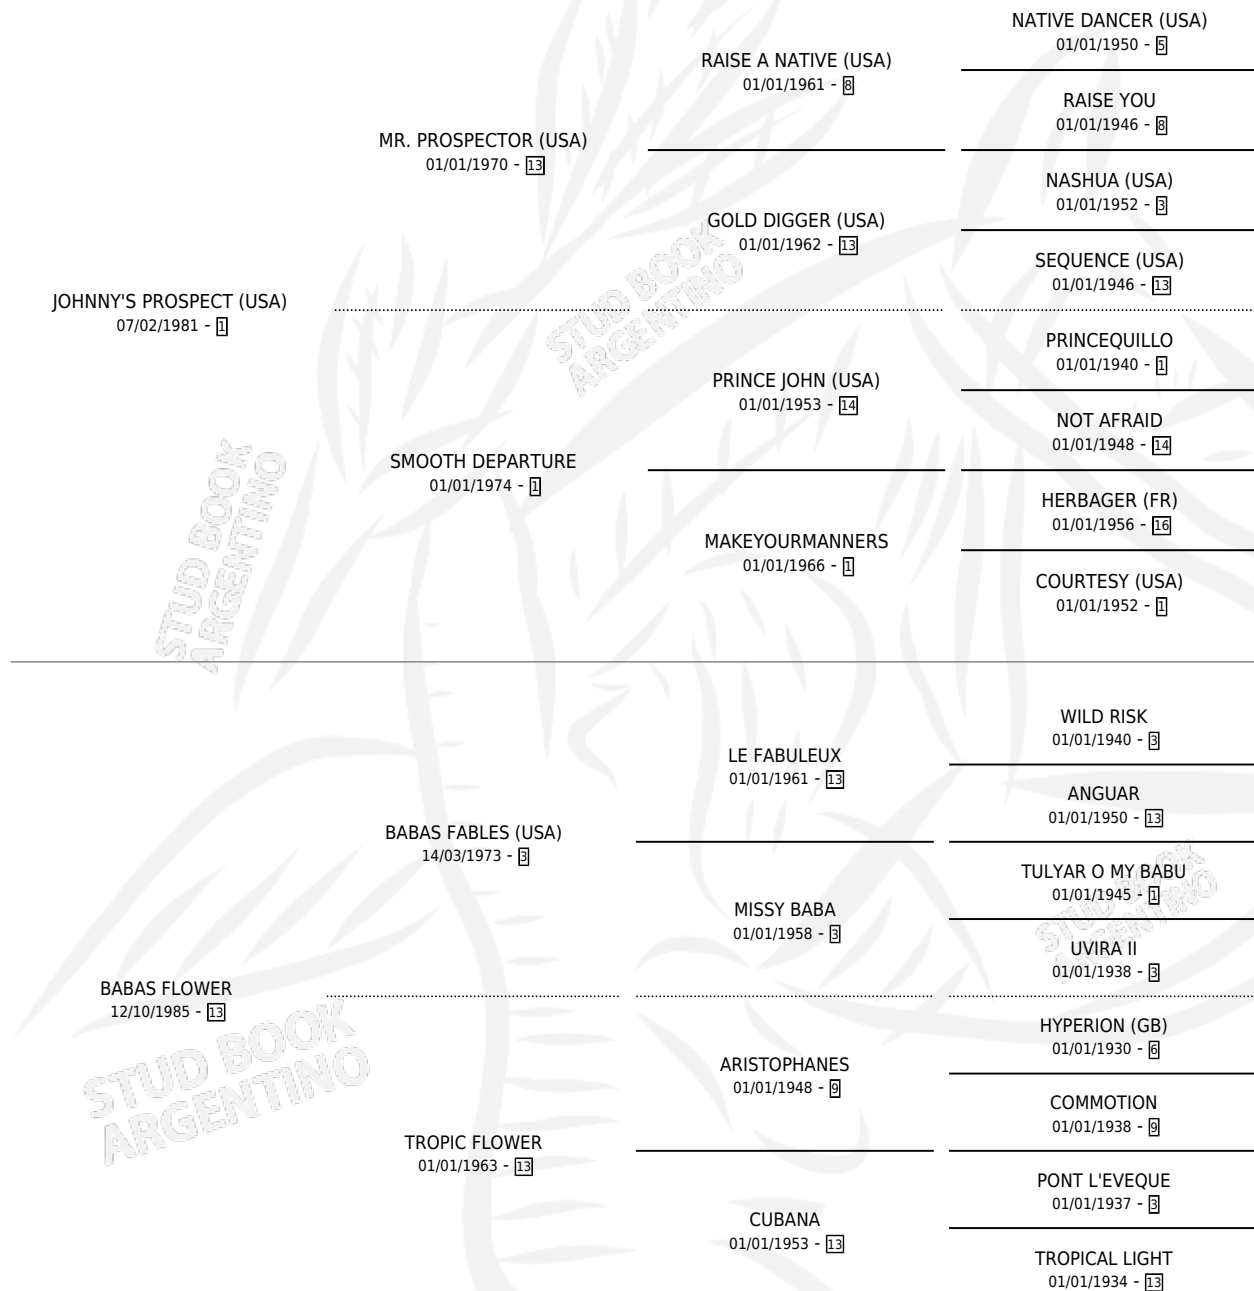 NATIVE DANCER (USA)
01/01/1950 - 5
RAISE A NATIVE (USA)
01/01/1961 - 8
RAISE YOU
01/01/1946 - 8
MR. PROSPECTOR (USA)
01/01/1970 - 13
NASHUA (USA)
01/01/1952 - 3
GOLD DIGGER (USA)
01/01/1962 - 13
SEQUENCE (USA)
01/01/1946 - 13
JOHNNY'S PROSPECT (USA)
07/02/1981 - 1
STUD BOOK
ARGENTINO
PRINCEQUILLO
01/01/1940 - 1
PRINCE JOHN (USA)
01/01/1953 - 14
NOT AFRAID
01/01/1948 - 14
SMOOTH DEPARTURE
01/01/1974 - 1
HERBAGER (FR)
01/01/1956 - 16
MAKEYOURMANNERS
01/01/1966 - 1
COURTESY (USA)
01/01/1952 - 1
STUD BOOK
ARGENTINO
WILD RISK
01/01/1940 - 3
LE FABULEUX
01/01/1961 - 13
ANGUAR
01/01/1950 - 13
BABAS FABLES (USA)
14/03/1973 - 3
TULYAR O MY BABU
01/01/1945 - 1
MISSY BABA
01/01/1958 - 3
STUD BOOK
ARGENTINO
UVIRA II
01/01/1938 - 3
BABAS FLOWER
12/10/1985 - 13
STUD BOOK
ARGENTINO
HYPERION (GB)
01/01/1930 - 6
ARISTOPHANES
01/01/1948 - 9
COMMOTION
01/01/1938 - 9
TROPIC FLOWER
01/01/1963 - 13
PONT L'EVEQUE
01/01/1937 - 3
CUBANA
01/01/1953 - 13
TROPICAL LIGHT
01/01/1934 - 13